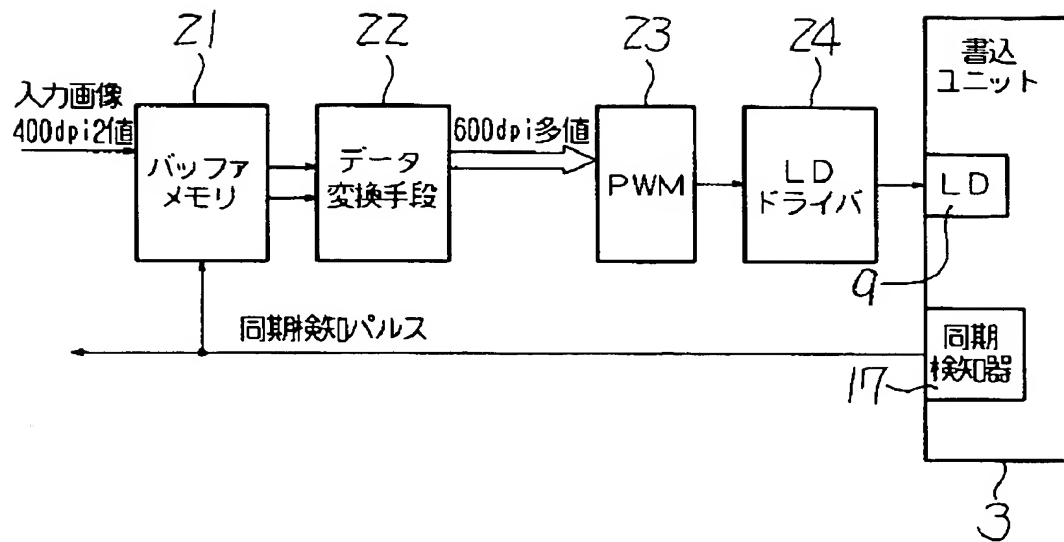 21
22
23
24
書込
ユニット
入力画像
400dpi2値
バッファ
メモリ
データ
変換手段
600dpi多値
PWM
LD
ドライバ
LD
9
同期検知パルス
同期
検知器
17
3